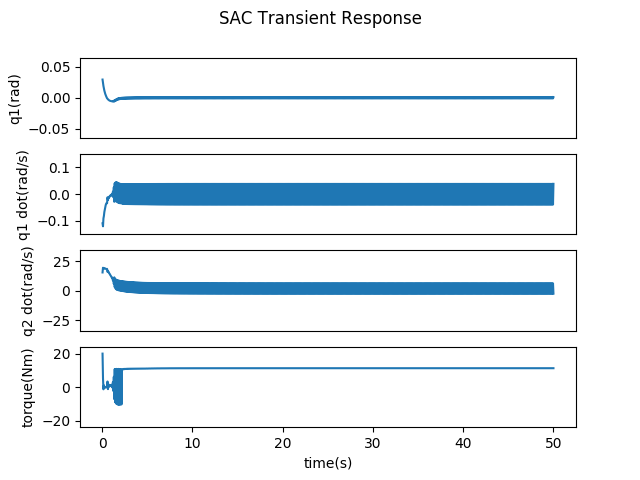 SAC Transient Response
0.05
0.00
−0.05
q1(rad)
0.1
0.0
−0.1
q1 dot(rad/s)
25
0
−25
q2 dot(rad/s)
20
0
−20
torque(Nm)
0 10 20 30 40 50
time(s)